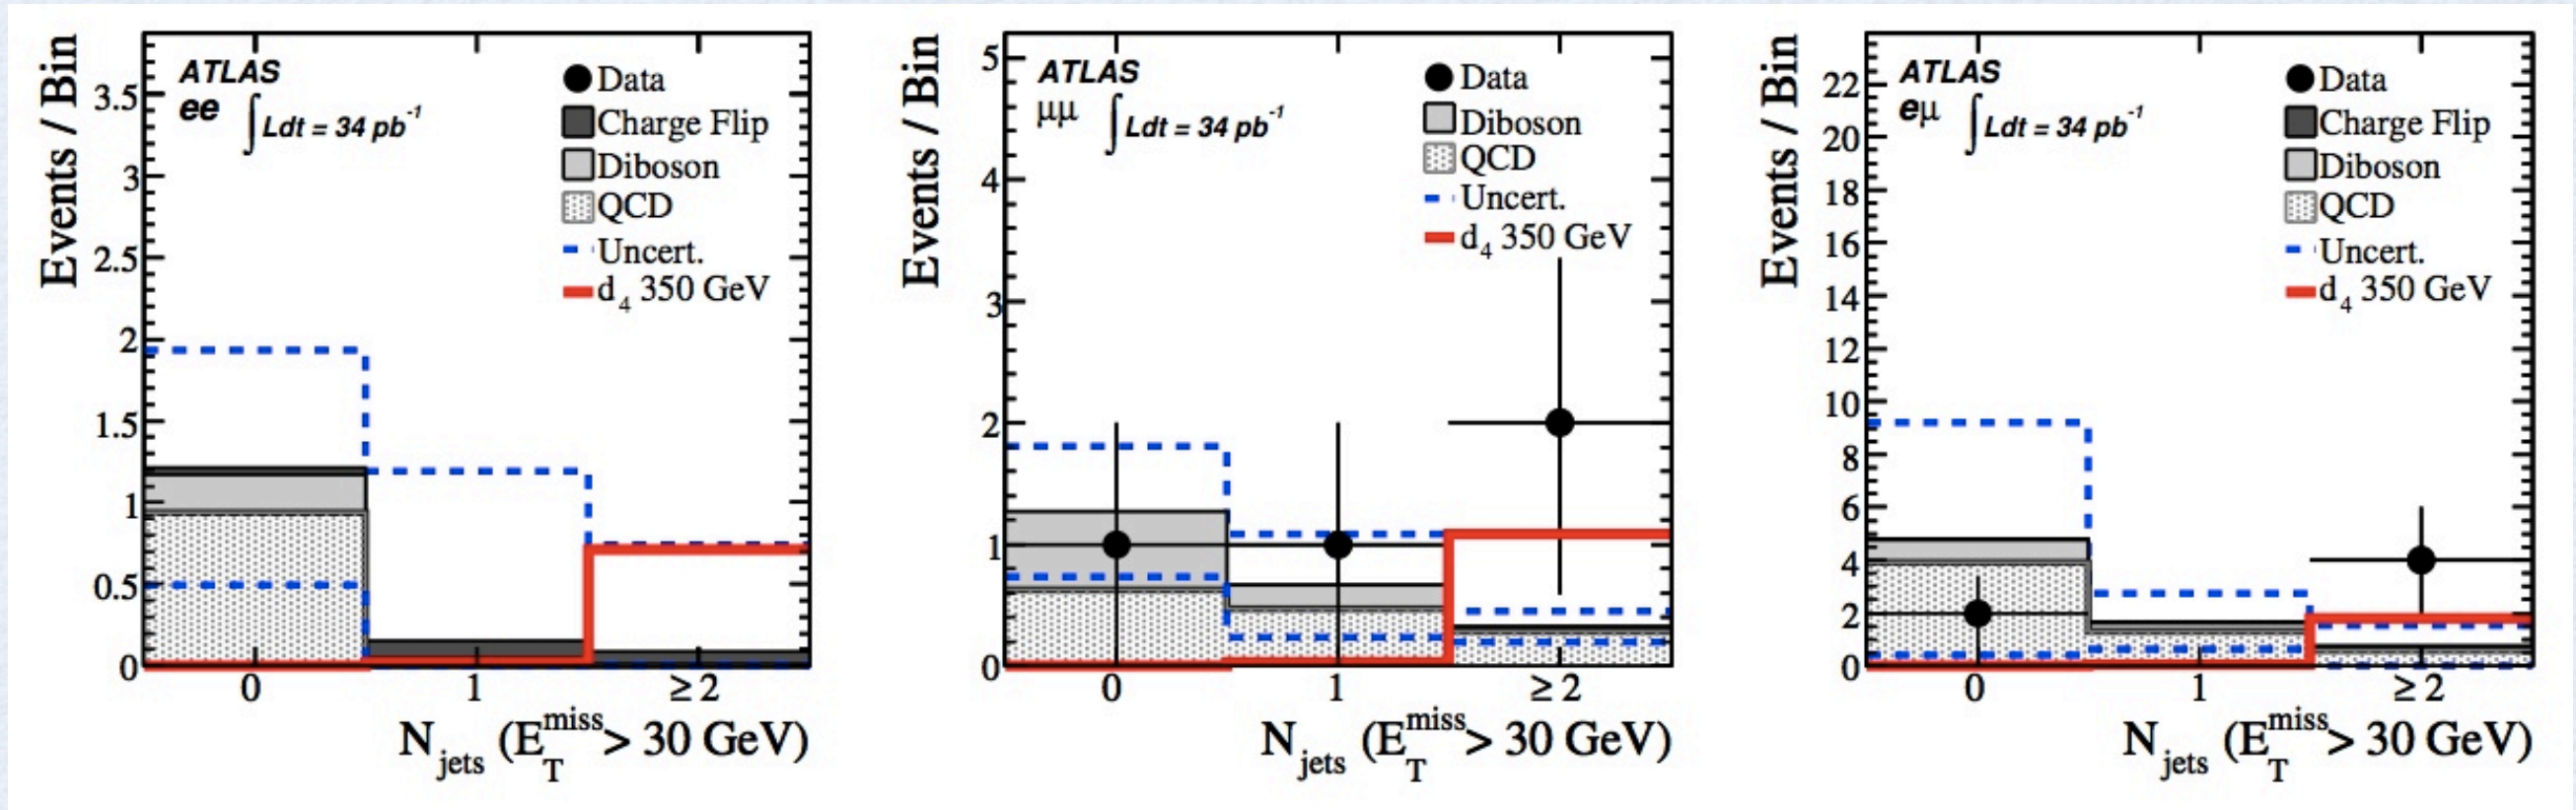 Events / Bin
ATLAS
ee ∫Ldt = 34 pb⁻¹
Data
Charge Flip
Diboson
QCD
Uncert.
d₄ 350 GeV
3.5
3
2.5
2
1.5
1
0.5
0
0 1 ≥ 2
N_jets (E_T^miss > 30 GeV)
Events / Bin
ATLAS
μμ ∫Ldt = 34 pb⁻¹
Data
Diboson
QCD
Uncert.
d₄ 350 GeV
5
4
3
2
1
0
0 1 ≥ 2
N_jets (E_T^miss > 30 GeV)
Events / Bin
ATLAS
eμ ∫Ldt = 34 pb⁻¹
Data
Charge Flip
Diboson
QCD
Uncert.
d₄ 350 GeV
22
20
18
16
14
12
10
8
6
4
2
0
0 1 ≥ 2
N_jets (E_T^miss > 30 GeV)